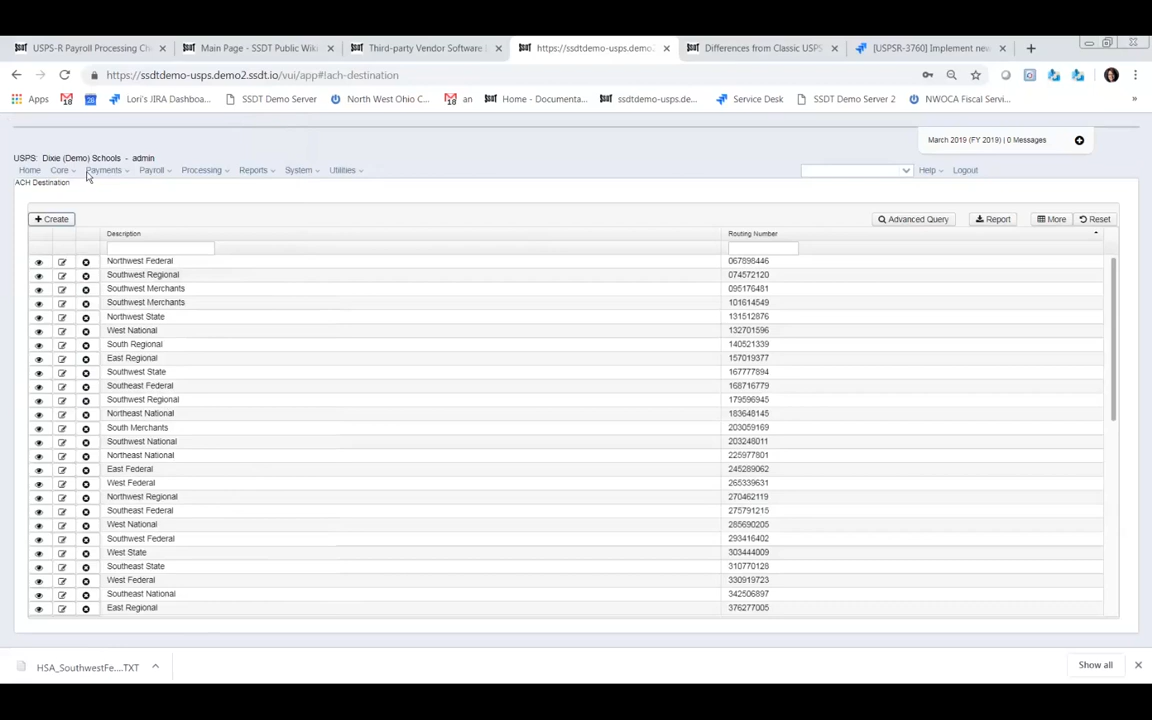 USPS-R Payroll Processing Ch
Main Page - SSDT Public Wiki
Third-party Vendor Software
https://ssdtdemo-usps.demo2.
Differences from Classic USPS
[USPSR-3760] Implement new
https://ssdtdemo-usps.demo2.ssdt.io/vui/app#!ach-destination
Apps
Lori's JIRA Dashboa...
SSDT Demo Server
North West Ohio C...
an
Home - Documenta...
ssdtdemo-usps.de...
Service Desk
SSDT Demo Server 2
NWOCA Fiscal Servi...
March 2019 (FY 2019) | 0 Messages
USPS: Dixie (Demo) Schools - admin
Home Core Payments Payroll Processing Reports System Utilities Help Logout
ACH Destination
Create Advanced Query Report More Reset
Description Routing Number
Northwest Federal 067898446
Southwest Regional 074572120
Southwest Merchants 095176481
Southwest Merchants 101614549
Northwest State 131512876
West National 132701596
South Regional 140521339
East Regional 157019377
Southwest State 167777894
Southeast Federal 168716779
Southwest Regional 179596945
Northeast National 183648145
South Merchants 203059169
Southwest National 203248011
Northeast National 225977801
East Federal 245289062
West Federal 265339631
Northwest Regional 270462119
Southeast Federal 275791215
West National 285690205
Southwest Federal 293416402
West State 303444009
Southeast State 310770128
West Federal 330919723
Southeast National 342506897
East Regional 376277005
HSA_SouthwestFe....TXT
Show all